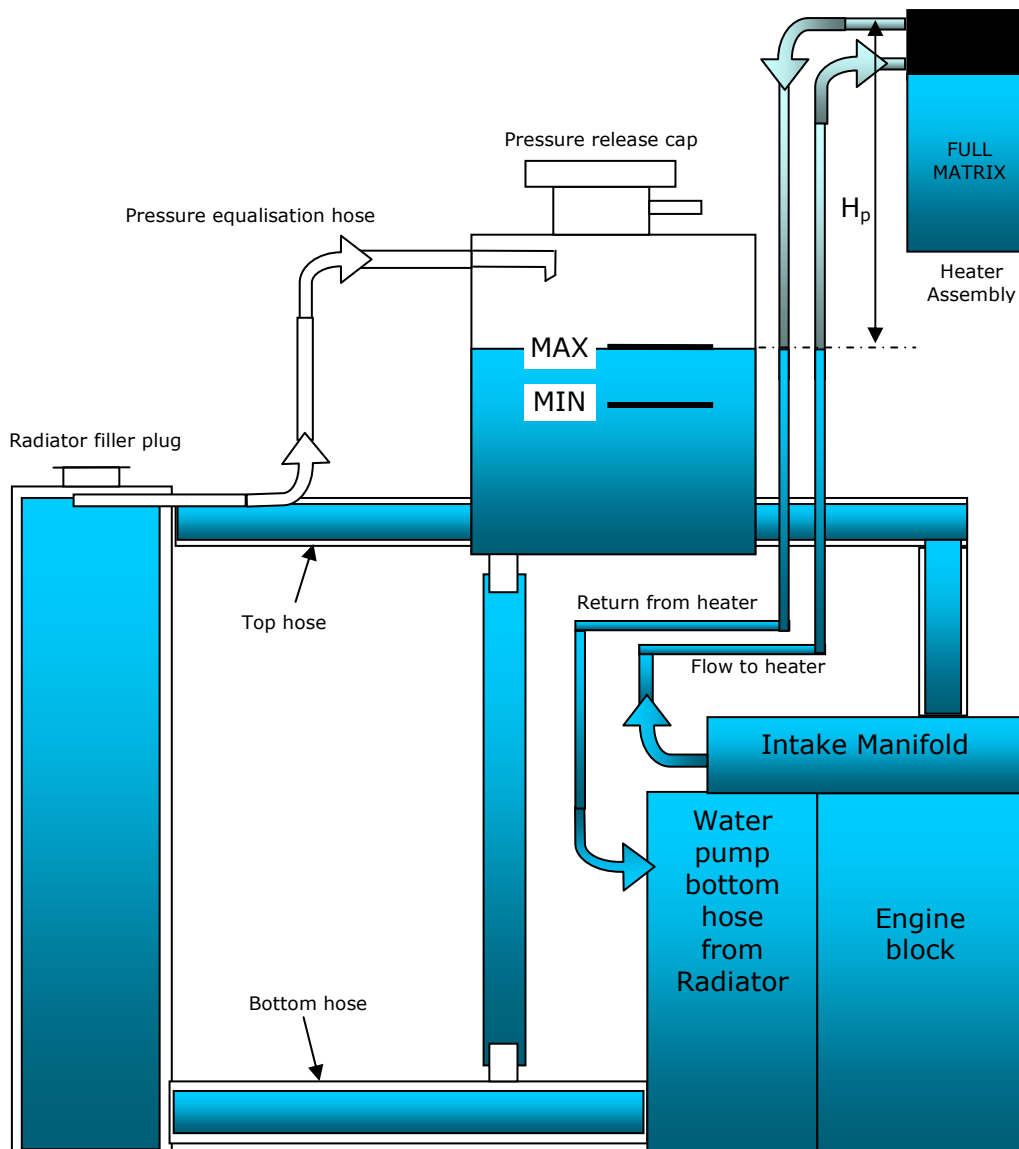 Pressure release cap
Pressure equalisation hose
FULL
MATRIX
Hp
Heater
Assembly
MAX
MIN
Radiator filler plug
Top hose
Return from heater
Flow to heater
Intake Manifold
Water
pump
bottom
hose
from
Radiator
Engine
block
Bottom hose